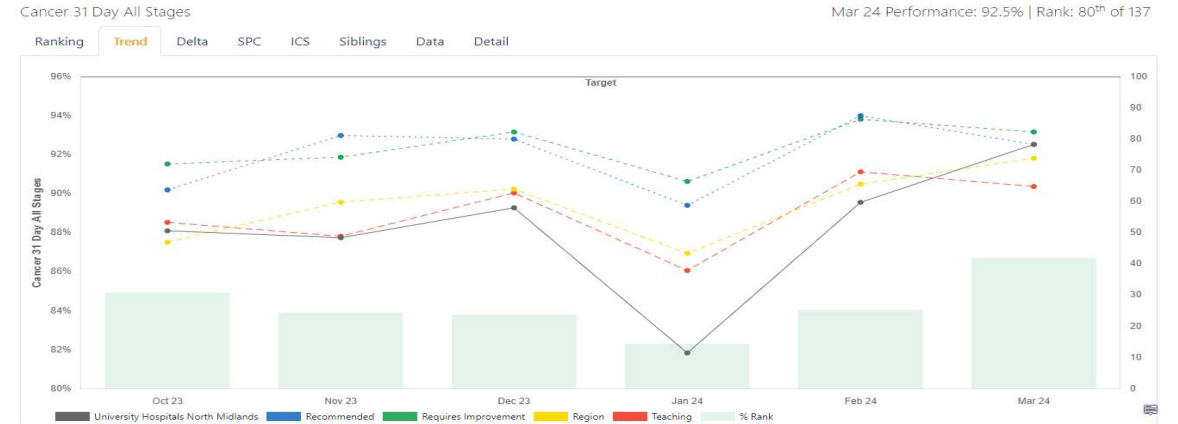 Cancer 31 Day All Stages
Mar 24 Performance: 92.5% | Rank: 80th of 137
Ranking Trend Delta SPC ICS Siblings Data Detail
Target
Cancer 31 Day All Stages
96%
94%
92%
90%
88%
86%
84%
82%
80%
100
90
80
70
60
50
40
30
20
10
0
Oct 23 Nov 23 Dec 23 Jan 24 Feb 24 Mar 24
University Hospitals North Midlands Recommended Requires Improvement Region Teaching % Rank